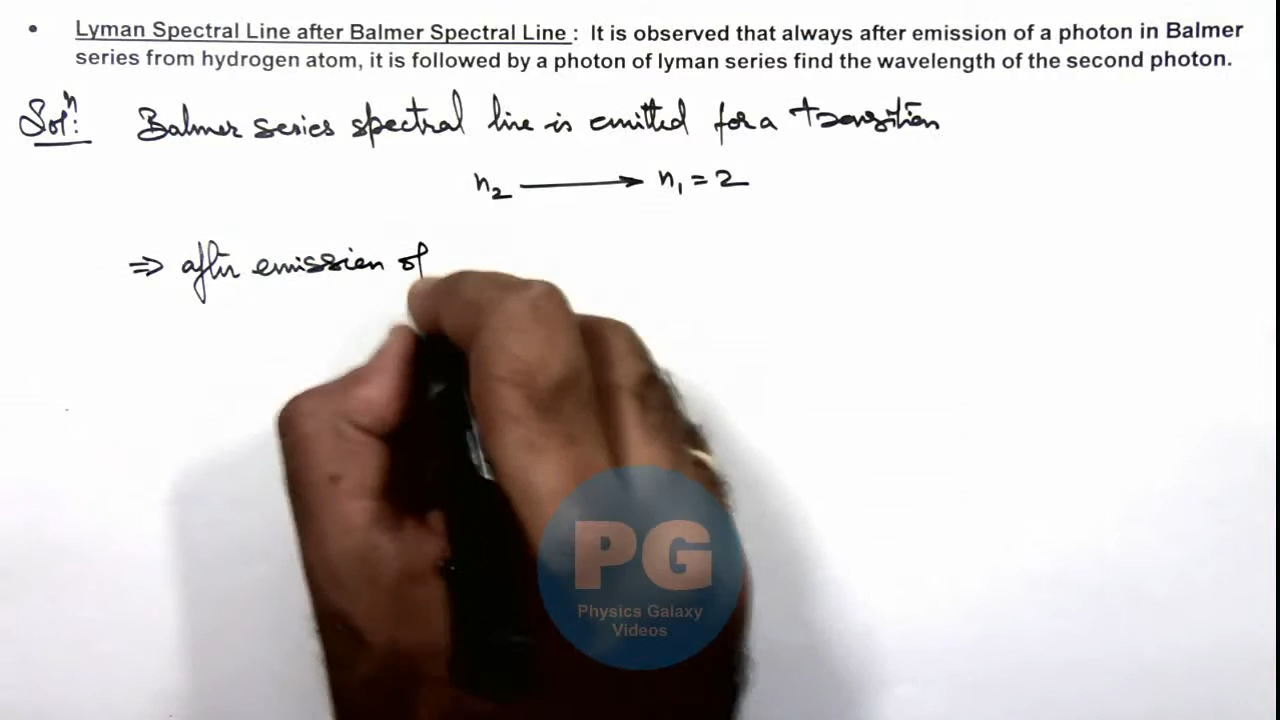 • Lyman Spectral Line after Balmer Spectral Line : It is observed that always after emission of a photon in Balmer
series from hydrogen atom, it is followed by a photon of lyman series find the wavelength of the second photon.
Solⁿ: Balmer series spectral line is emitted for a transition
n₂ ⟶ n₁ = 2
⇒ after emission of
PG
Physics Galaxy
Videos